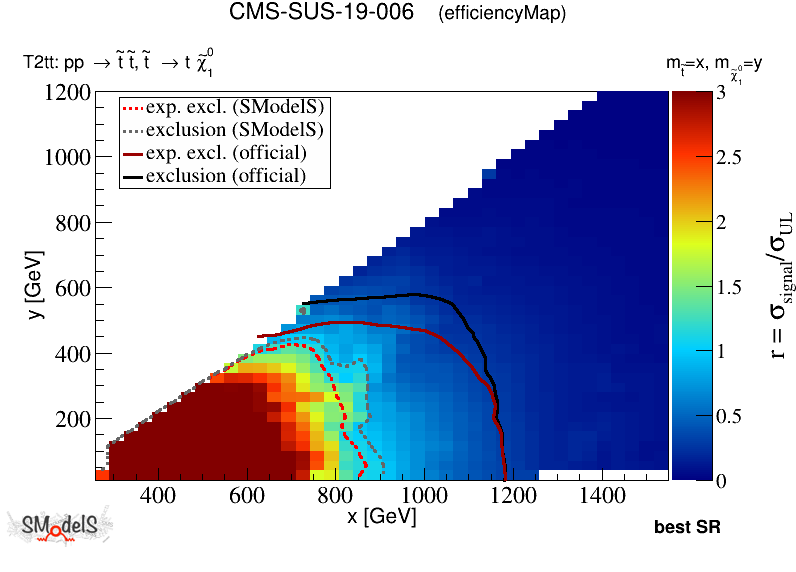 CMS-SUS-19-006 (efficiencyMap)
T2tt: pp → t̃ t̃, t̃ → t χ̃₁⁰
m_t̃=x, m_χ̃₁⁰=y
exp. excl. (SModelS)
exclusion (SModelS)
exp. excl. (official)
exclusion (official)
1200
1000
800
600
400
200
y [GeV]
400 600 800 1000 1200 1400
x [GeV]
3
2.5
2
1.5
1
0.5
0
r = σ_signal/σ_UL
SModelS
best SR